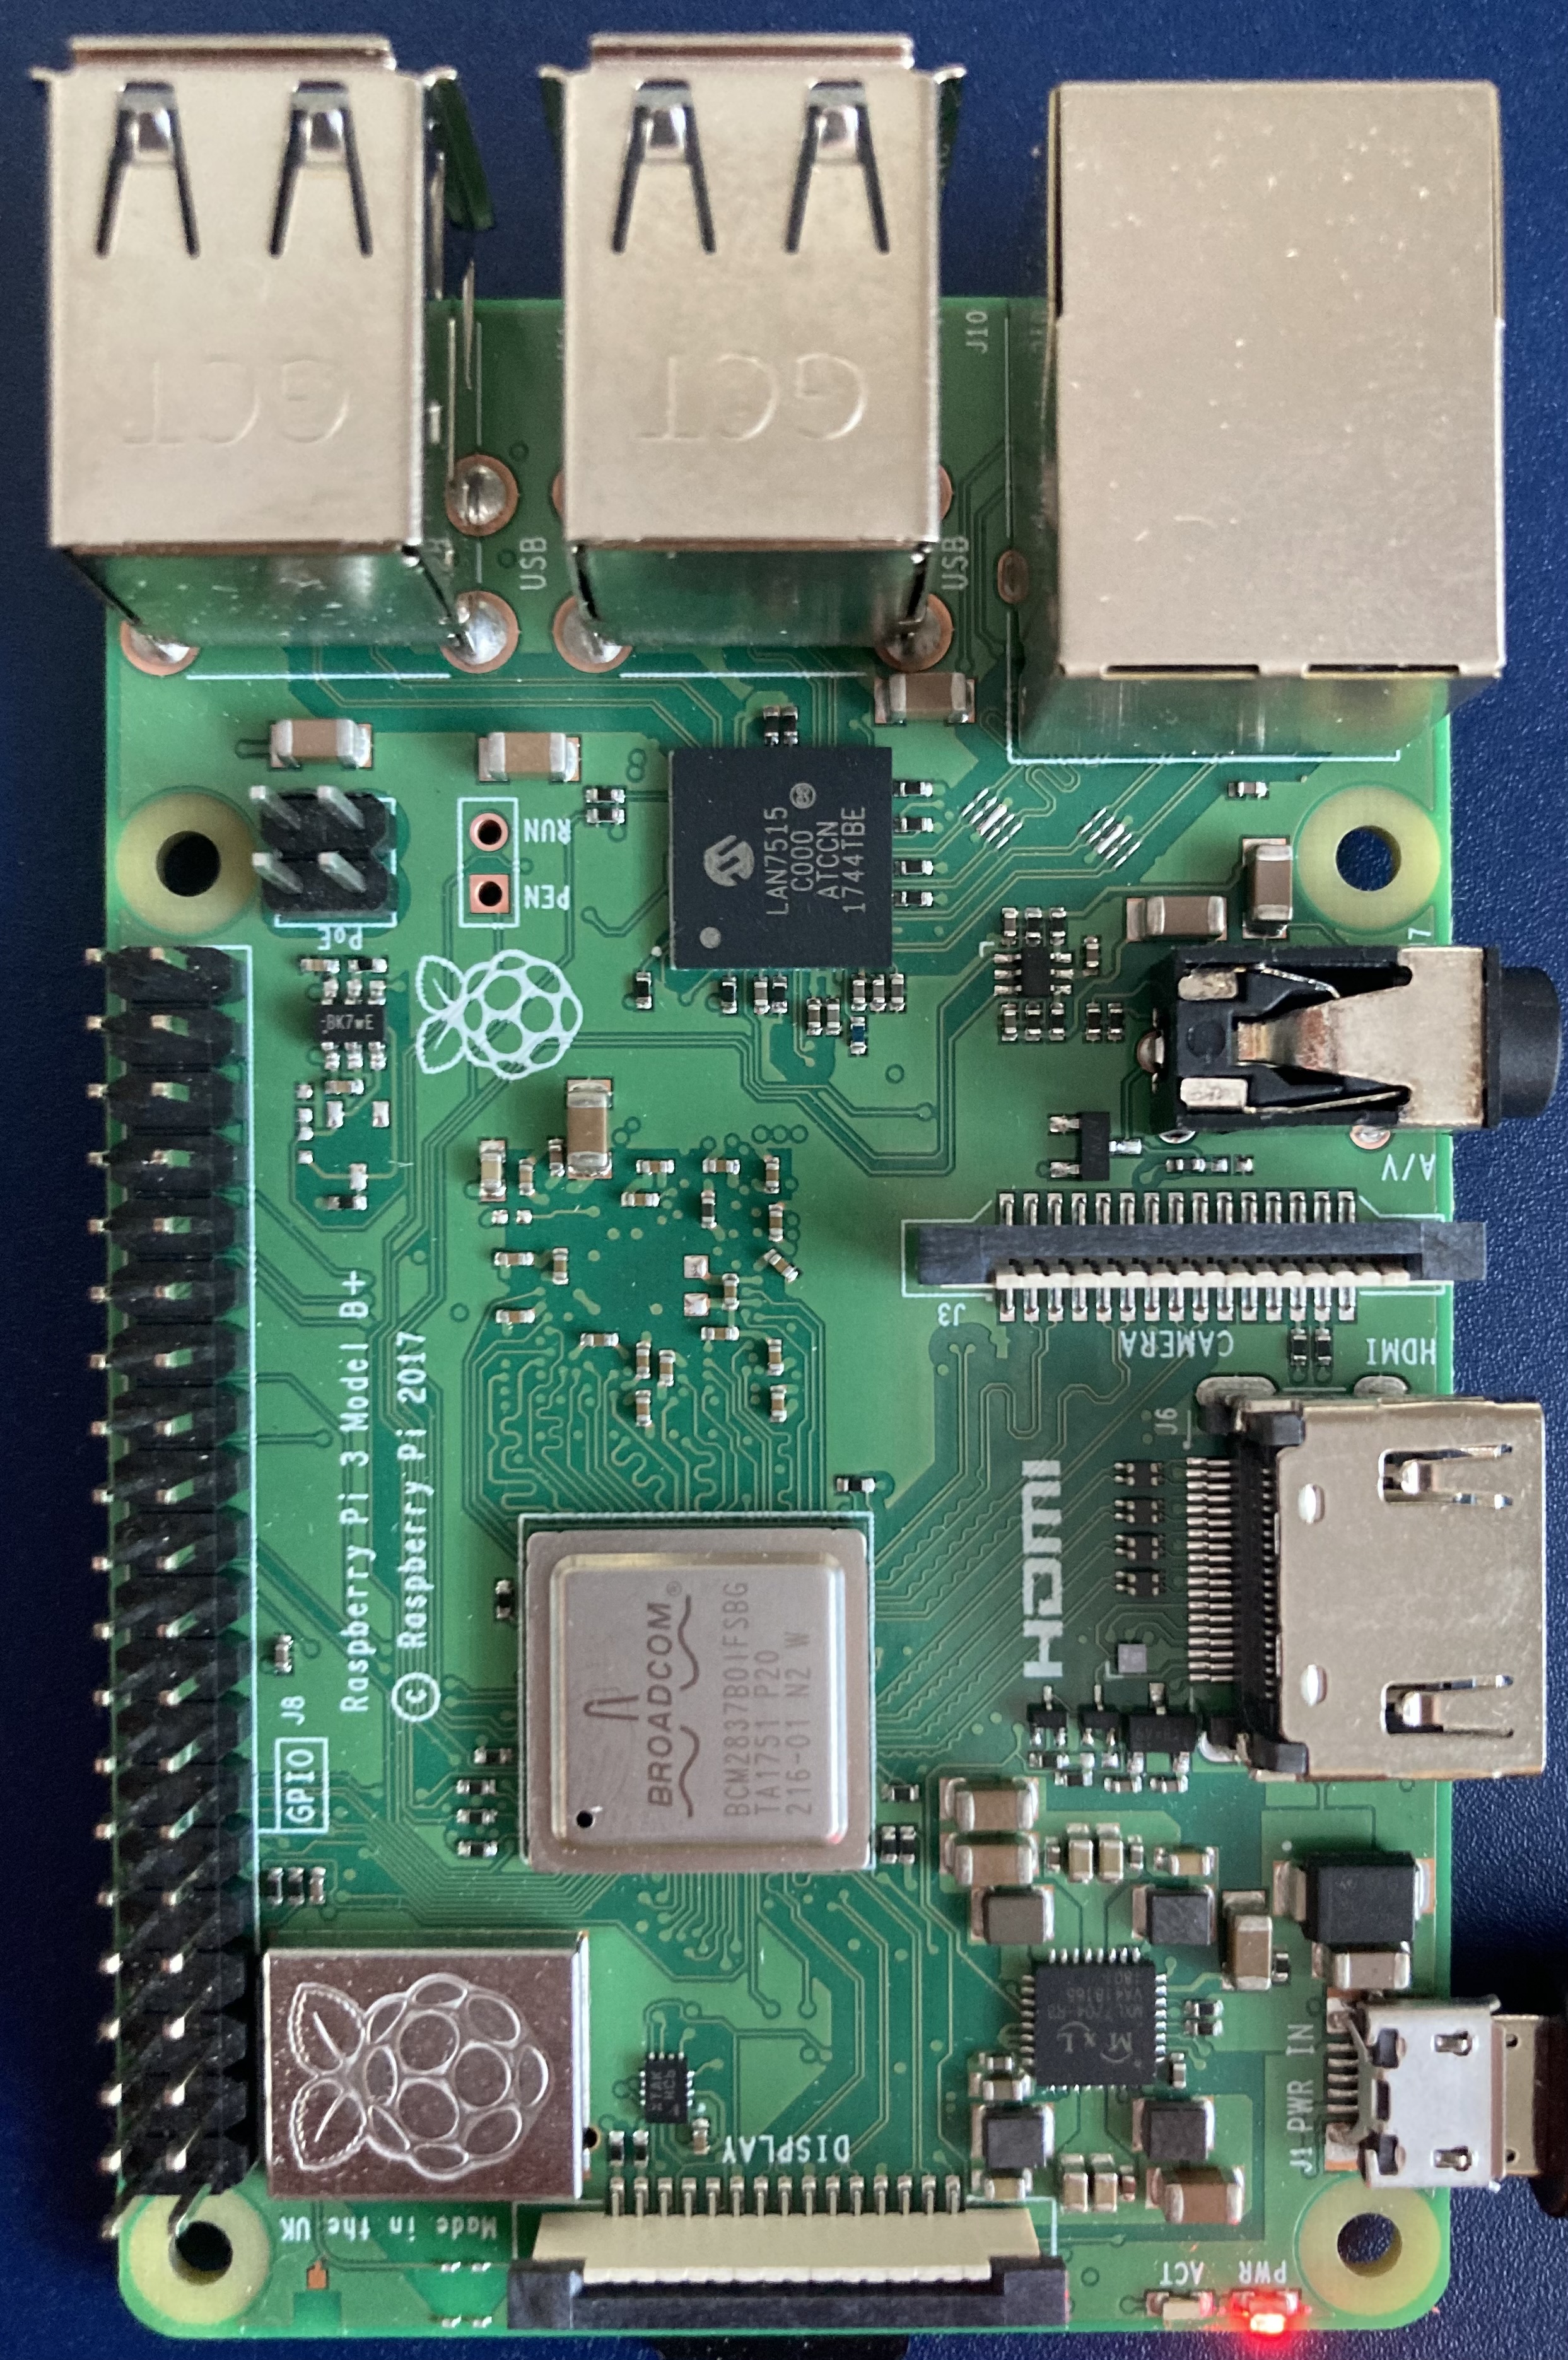 GCT
GCT
J10
USB
USB
RUN
PEN
PoE
LAN7515
C000
ATCCN
1744TBE
BK7wE
A/V
J3
CAMERA
HDMI
J6
HDMI
Raspberry Pi 3 Model B+
© Raspberry Pi 2017
GPIO
J8
BROADCOM®
BCM2837B0IFSBG
TA1751 P20
216-01 N2 W
MxL
J1 PWR IN
DISPLAY
Made in the UK
ACT
PWR